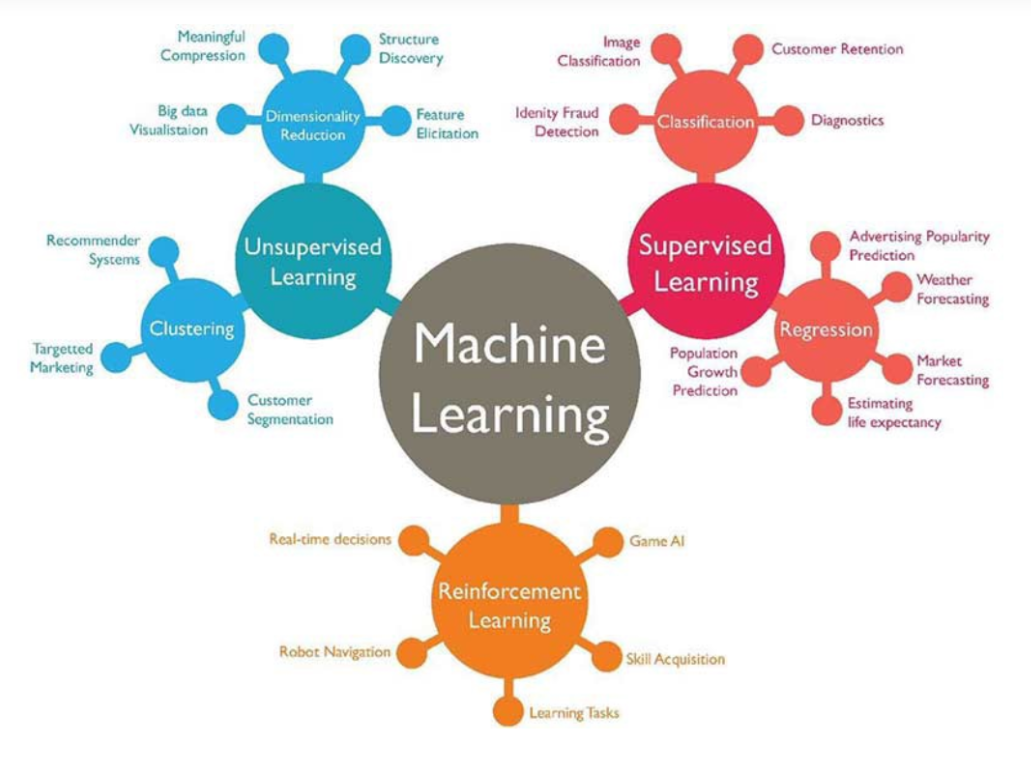 Meaningful
Compression
Structure
Discovery
Big data
Visualistaion
Dimensionality
Reduction
Feature
Elicitation
Image
Classification
Customer Retention
Idenity Fraud
Detection
Classification
Diagnostics
Recommender
Systems
Unsupervised
Learning
Clustering
Targetted
Marketing
Customer
Segmentation
Machine
Learning
Supervised
Learning
Advertising Popularity
Prediction
Weather
Forecasting
Regression
Population
Growth
Prediction
Market
Forecasting
Estimating
life expectancy
Real-time decisions
Game AI
Reinforcement
Learning
Robot Navigation
Skill Acquisition
Learning Tasks